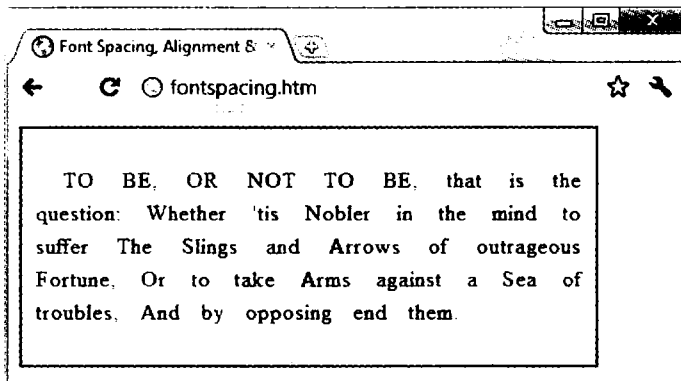 Font Spacing, Alignment &
fontspacing.htm
TO BE, OR NOT TO BE, that is the
question: Whether 'tis Nobler in the mind to
suffer The Slings and Arrows of outrageous
Fortune, Or to take Arms against a Sea of
troubles, And by opposing end them.